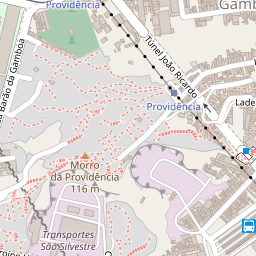 Providência
Gamb
Túnel João Ricardo
Barão da Gamboa
Providência
Lade
Morro
da Providência
116 m
Transportes
São Silvestre